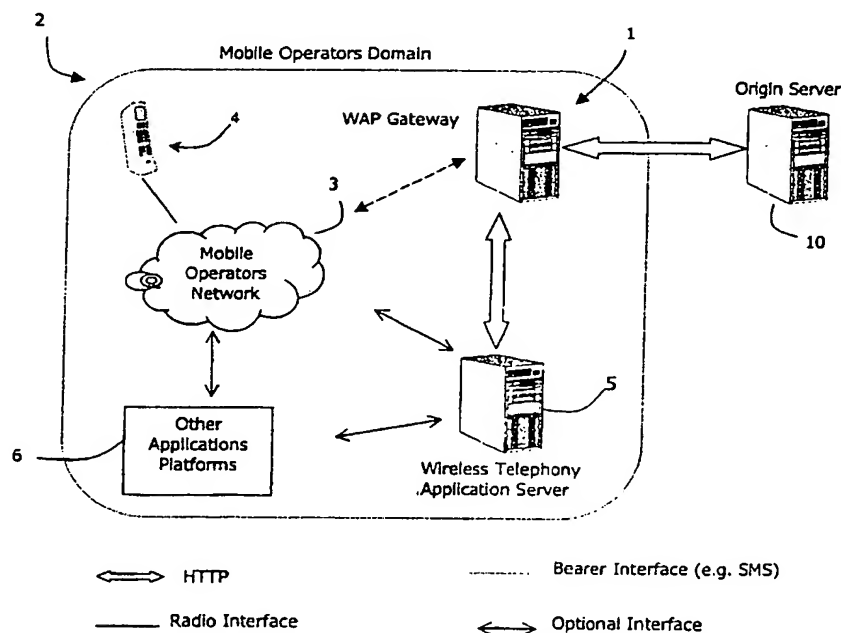 2
Mobile Operators Domain
1
Origin Server
WAP Gateway
4
3
10
Mobile
Operators
Network
5
Other
Applications
Platforms
6
Wireless Telephony
Application Server
HTTP
Bearer Interface (e.g. SMS)
Radio Interface
Optional Interface